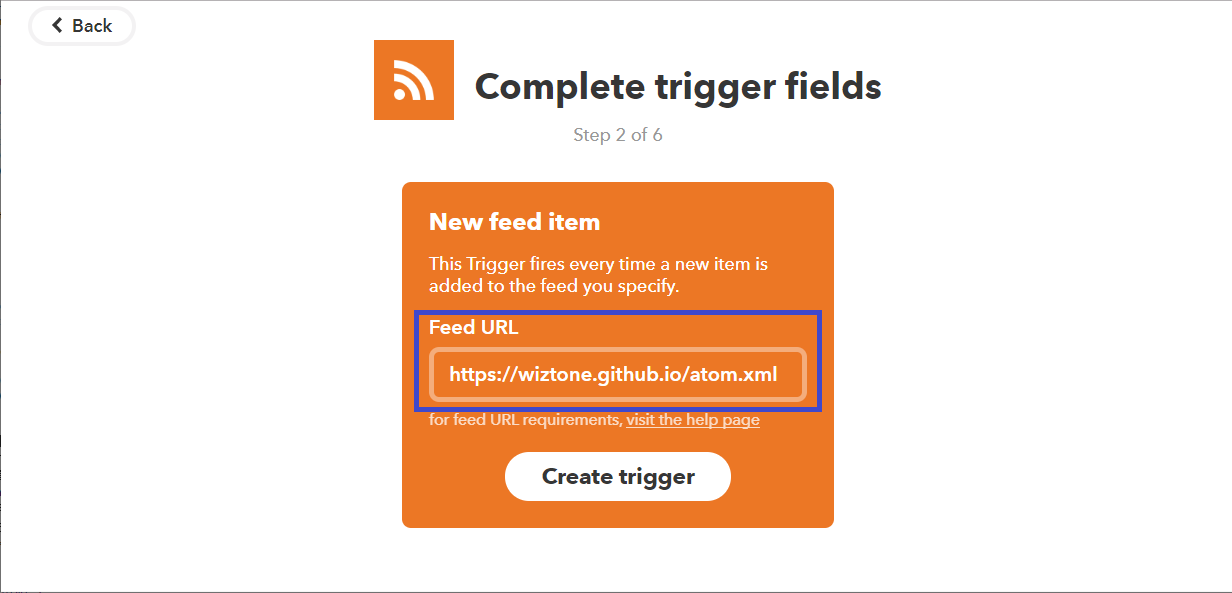 Back
Complete trigger fields
Step 2 of 6
New feed item
This Trigger fires every time a new item is
added to the feed you specify.
Feed URL
https://wiztone.github.io/atom.xml
for feed URL requirements, visit the help page
Create trigger